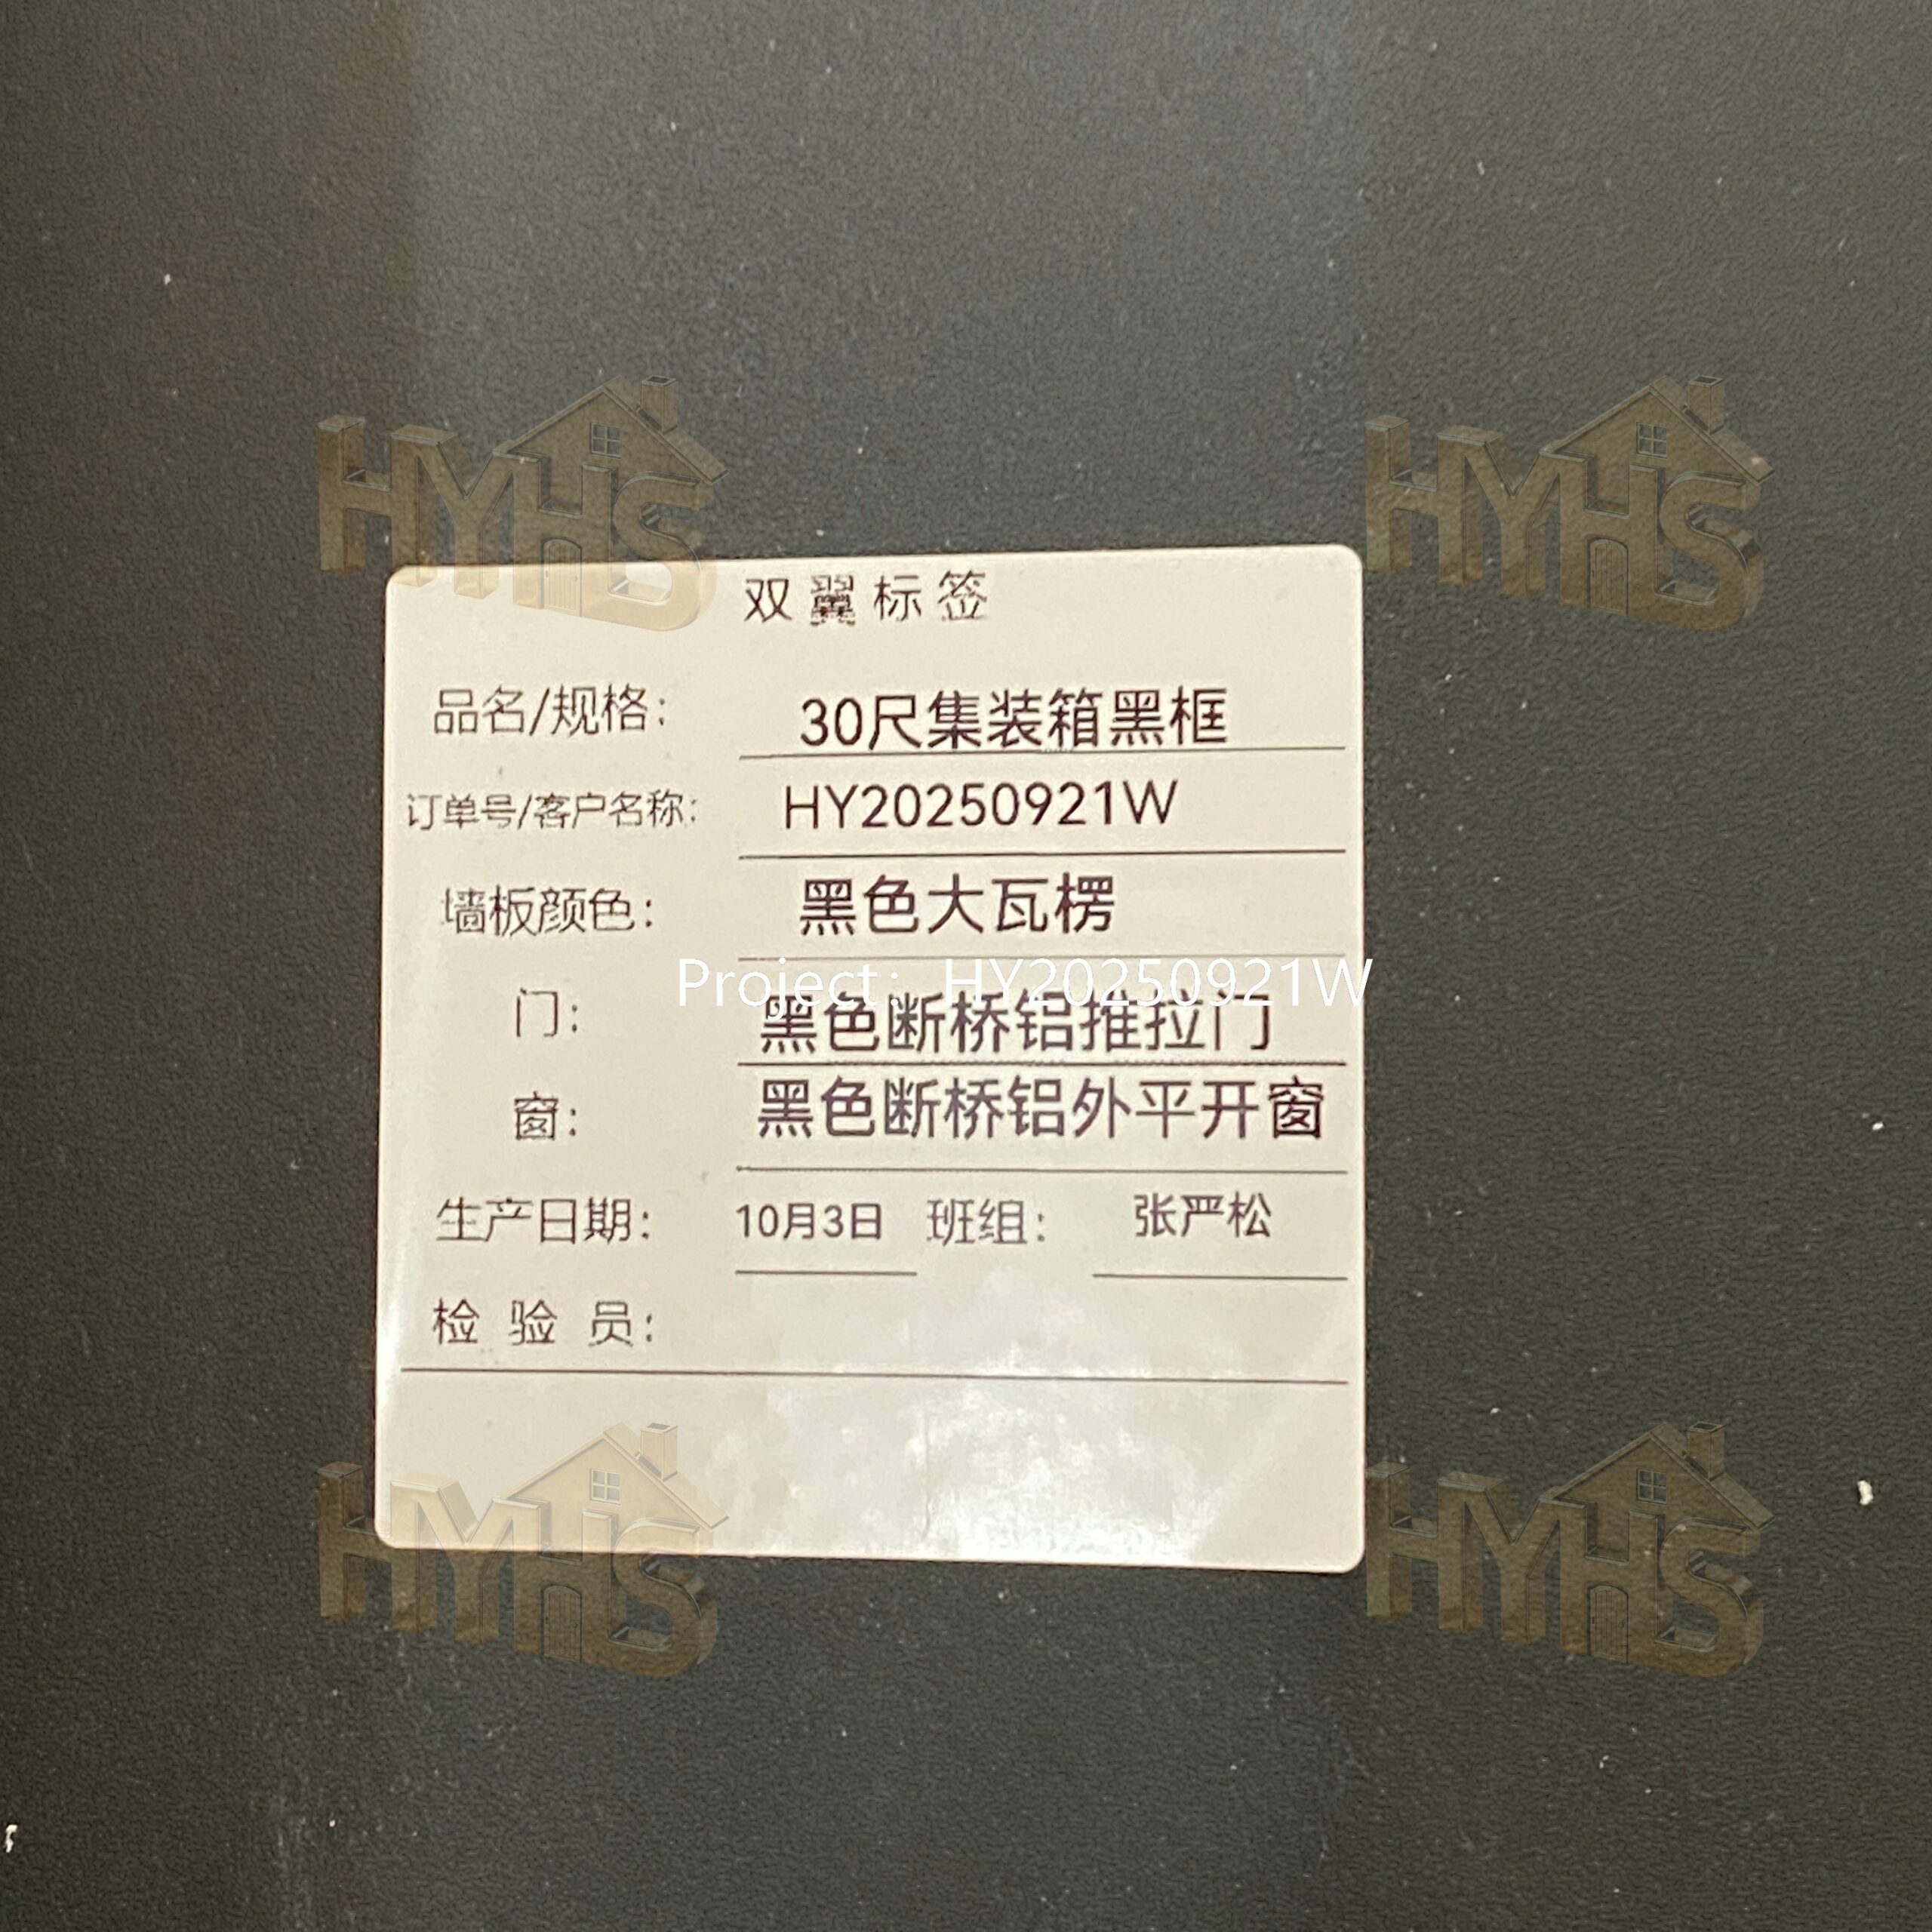 HYHS
HYHS
双翼标签
品名/规格: 30尺集装箱黑框
订单号/客户名称: HY20250921W
墙板颜色: 黑色大瓦楞
Project: HY20250921W
门: 黑色断桥铝推拉门
窗: 黑色断桥铝外平开窗
生产日期: 10月3日 班组: 张严松
检验员:
HYHS
HYHS